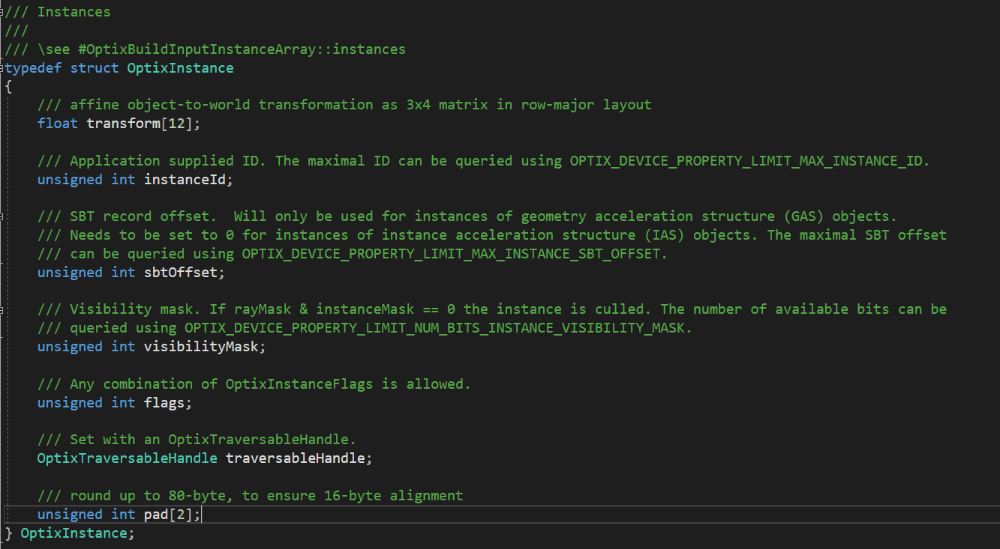 /// Instances
///
/// \see #OptixBuildInputInstanceArray::instances
typedef struct OptixInstance
{
    /// affine object-to-world transformation as 3x4 matrix in row-major layout
    float transform[12];

    /// Application supplied ID. The maximal ID can be queried using OPTIX_DEVICE_PROPERTY_LIMIT_MAX_INSTANCE_ID.
    unsigned int instanceId;

    /// SBT record offset.  Will only be used for instances of geometry acceleration structure (GAS) objects.
    /// Needs to be set to 0 for instances of instance acceleration structure (IAS) objects. The maximal SBT offset
    /// can be queried using OPTIX_DEVICE_PROPERTY_LIMIT_MAX_INSTANCE_SBT_OFFSET.
    unsigned int sbtOffset;

    /// Visibility mask. If rayMask & instanceMask == 0 the instance is culled. The number of available bits can be
    /// queried using OPTIX_DEVICE_PROPERTY_LIMIT_NUM_BITS_INSTANCE_VISIBILITY_MASK.
    unsigned int visibilityMask;

    /// Any combination of OptixInstanceFlags is allowed.
    unsigned int flags;

    /// Set with an OptixTraversableHandle.
    OptixTraversableHandle traversableHandle;

    /// round up to 80-byte, to ensure 16-byte alignment
    unsigned int pad[2];
} OptixInstance;